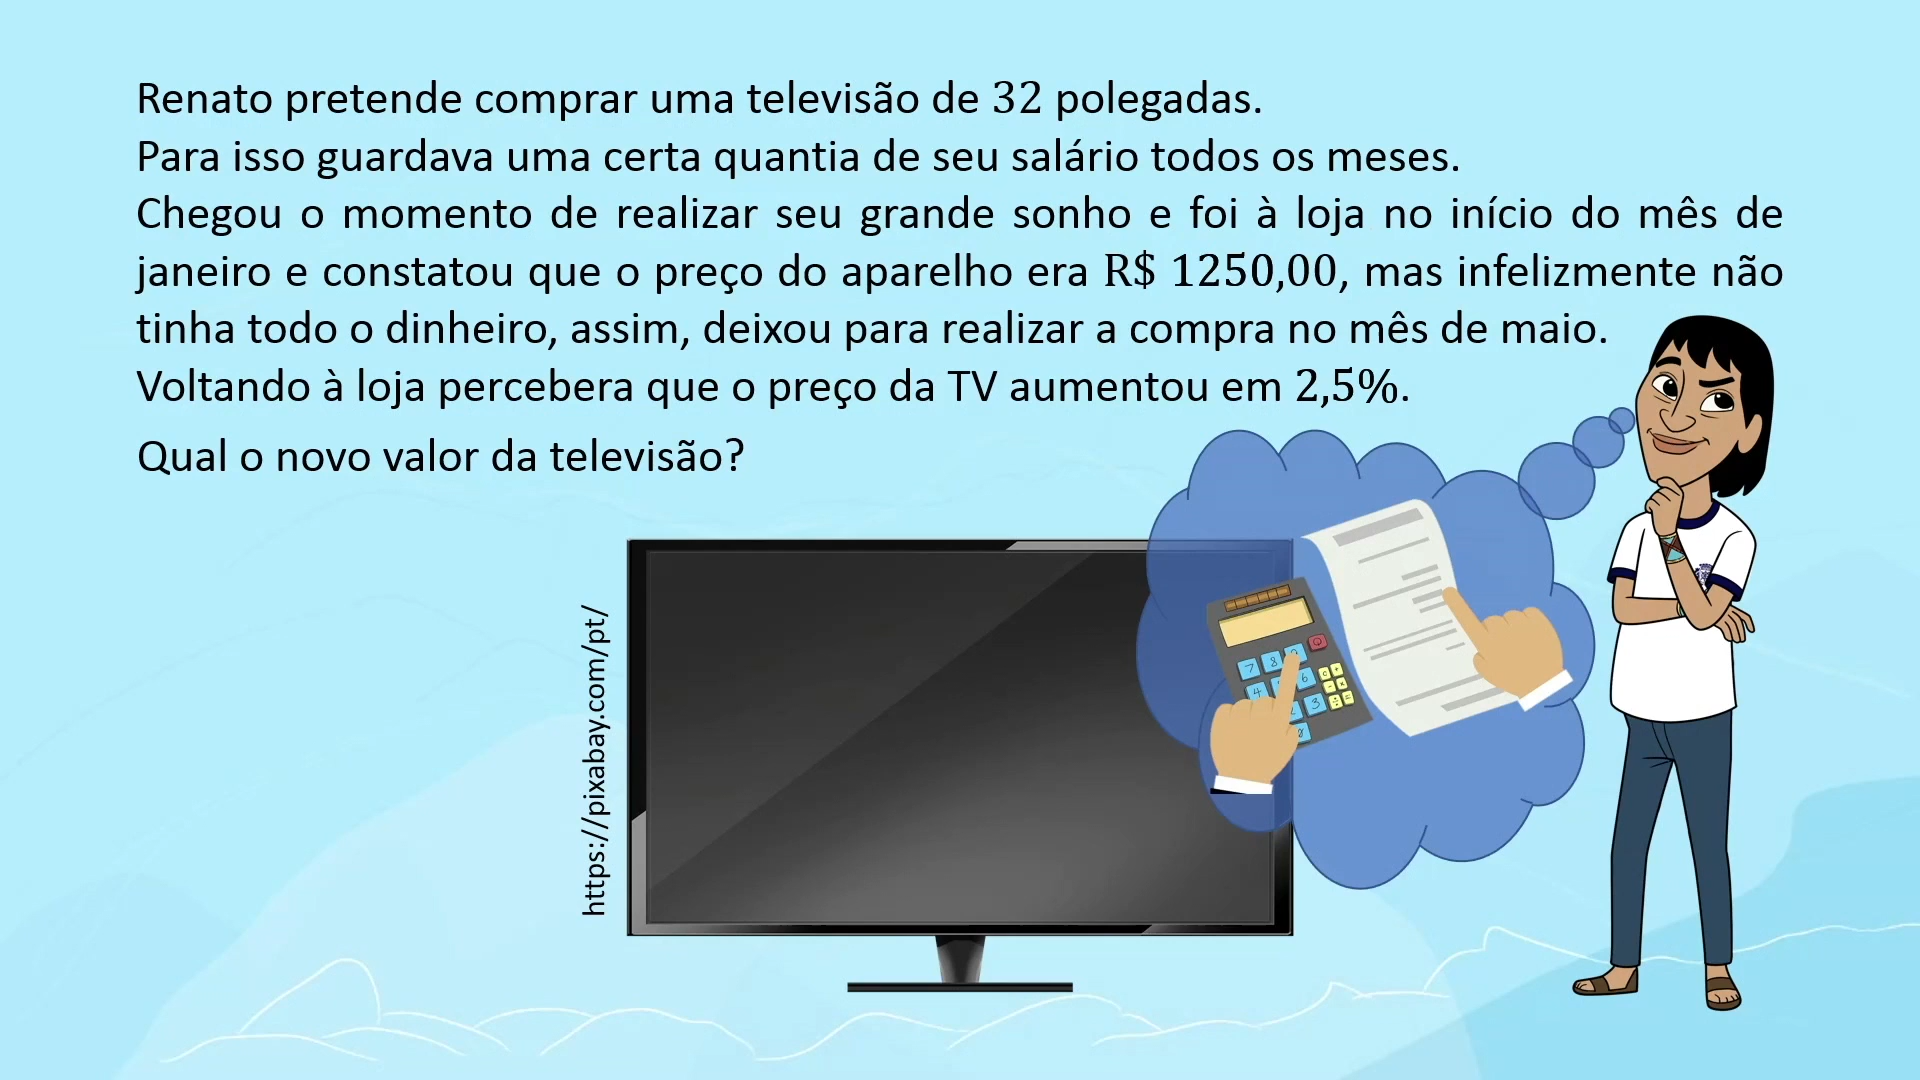 Renato pretende comprar uma televisão de 32 polegadas.
Para isso guardava uma certa quantia de seu salário todos os meses.
Chegou o momento de realizar seu grande sonho e foi à loja no início do mês de
janeiro e constatou que o preço do aparelho era R$ 1250,00, mas infelizmente não
tinha todo o dinheiro, assim, deixou para realizar a compra no mês de maio.
Voltando à loja percebera que o preço da TV aumentou em 2,5%.
Qual o novo valor da televisão?
https://pixabay.com/pt/